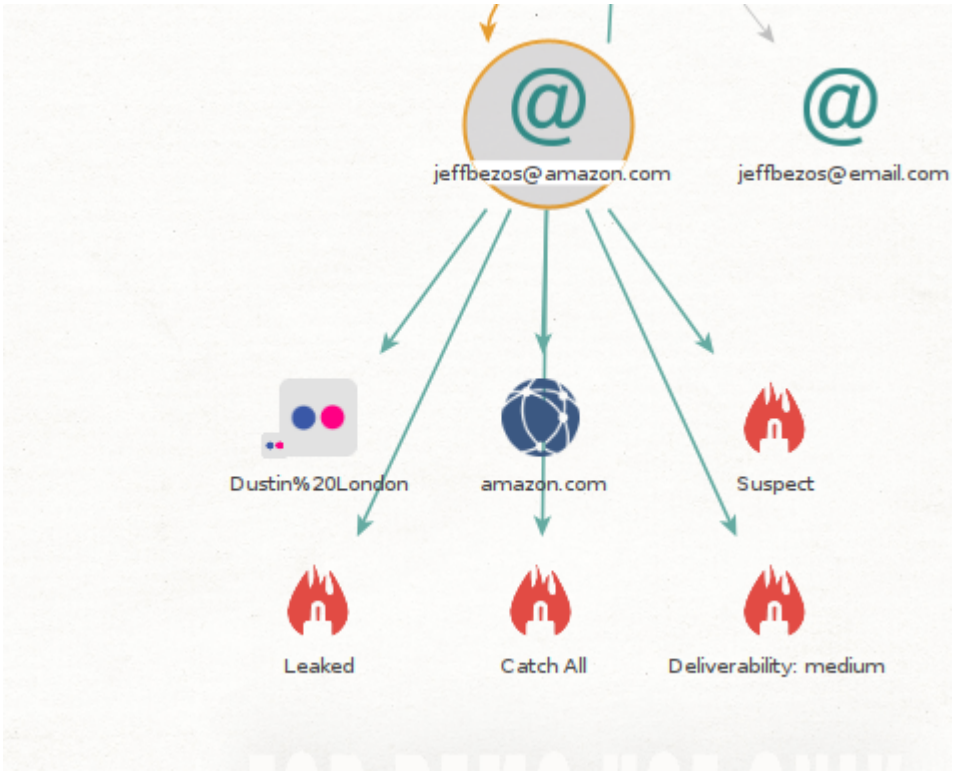 jeffbezos@amazon.com
jeffbezos@email.com
Dustin%20London
amazon.com
Suspect
Leaked
Catch All
Deliverability: medium